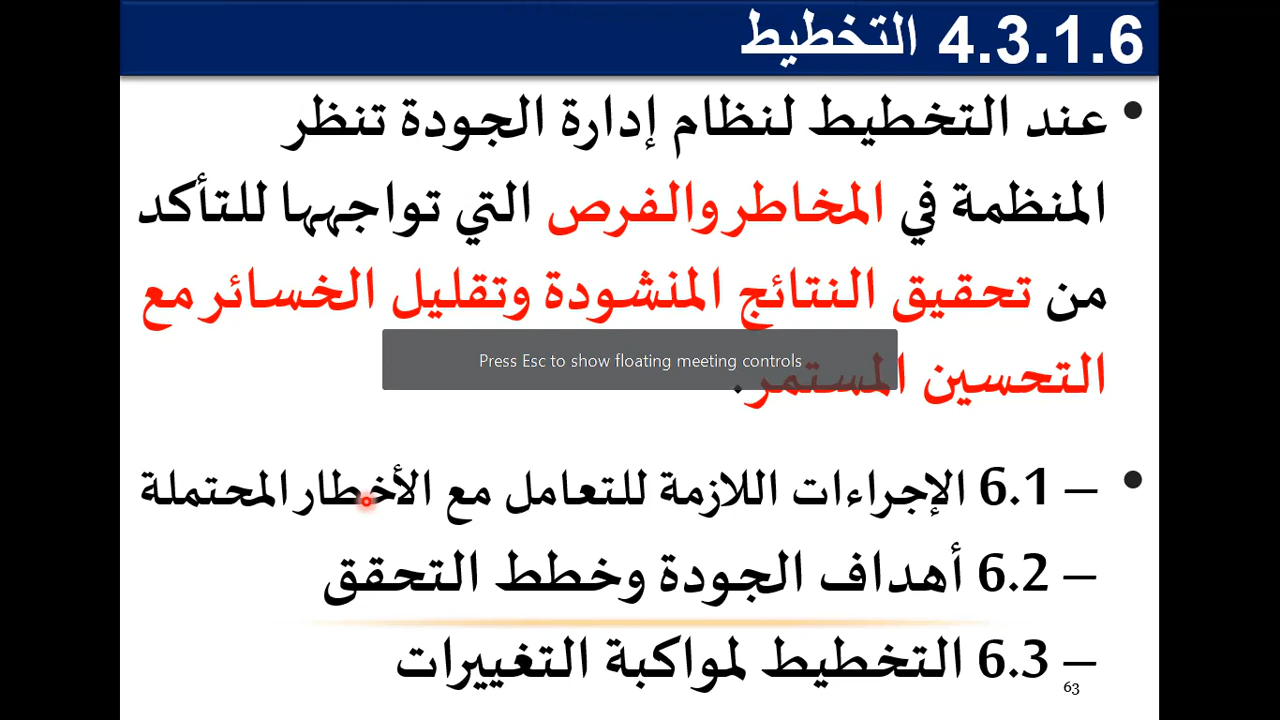 4.3.1.6 التخطيط
• عند التخطيط لنظام إدارة الجودة تنظر
المنظمة في المخاطر والفرص التي تواجهها للتأكد
من تحقيق النتائج المنشودة وتقليل الخسائر مع
Press Esc to show floating meeting controls
التحسين المستمر.
• – 6.1 الإجراءات اللازمة للتعامل مع الأخطار المحتملة
– 6.2 أهداف الجودة وخطط التحقق
– 6.3 التخطيط لمواكبة التغييرات
63